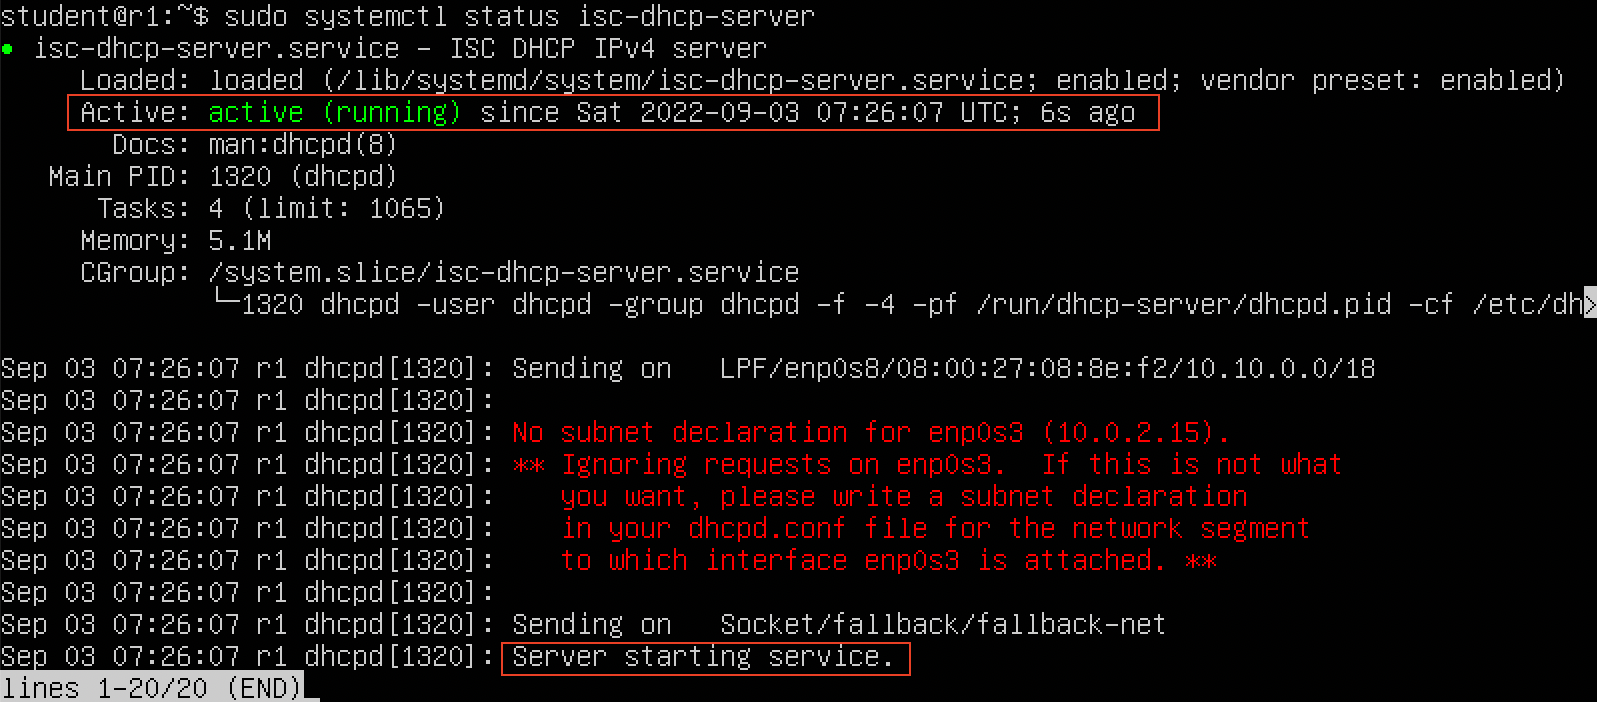 student@r1:~$ sudo systemctl status isc-dhcp-server
● isc-dhcp-server.service - ISC DHCP IPv4 server
Loaded: loaded (/lib/systemd/system/isc-dhcp-server.service; enabled; vendor preset: enabled)
Active: active (running) since Sat 2022-09-03 07:26:07 UTC; 6s ago
Docs: man:dhcpd(8)
Main PID: 1320 (dhcpd)
Tasks: 4 (limit: 1065)
Memory: 5.1M
CGroup: /system.slice/isc-dhcp-server.service
└─1320 dhcpd -user dhcpd -group dhcpd -f -4 -pf /run/dhcp-server/dhcpd.pid -cf /etc/dh>
Sep 03 07:26:07 r1 dhcpd[1320]: Sending on   LPF/enp0s8/08:00:27:08:8e:f2/10.10.0.0/18
Sep 03 07:26:07 r1 dhcpd[1320]:
Sep 03 07:26:07 r1 dhcpd[1320]: No subnet declaration for enp0s3 (10.0.2.15).
Sep 03 07:26:07 r1 dhcpd[1320]: ** Ignoring requests on enp0s3.  If this is not what
Sep 03 07:26:07 r1 dhcpd[1320]:    you want, please write a subnet declaration
Sep 03 07:26:07 r1 dhcpd[1320]:    in your dhcpd.conf file for the network segment
Sep 03 07:26:07 r1 dhcpd[1320]:    to which interface enp0s3 is attached. **
Sep 03 07:26:07 r1 dhcpd[1320]:
Sep 03 07:26:07 r1 dhcpd[1320]: Sending on   Socket/fallback/fallback-net
Sep 03 07:26:07 r1 dhcpd[1320]: Server starting service.
lines 1-20/20 (END)